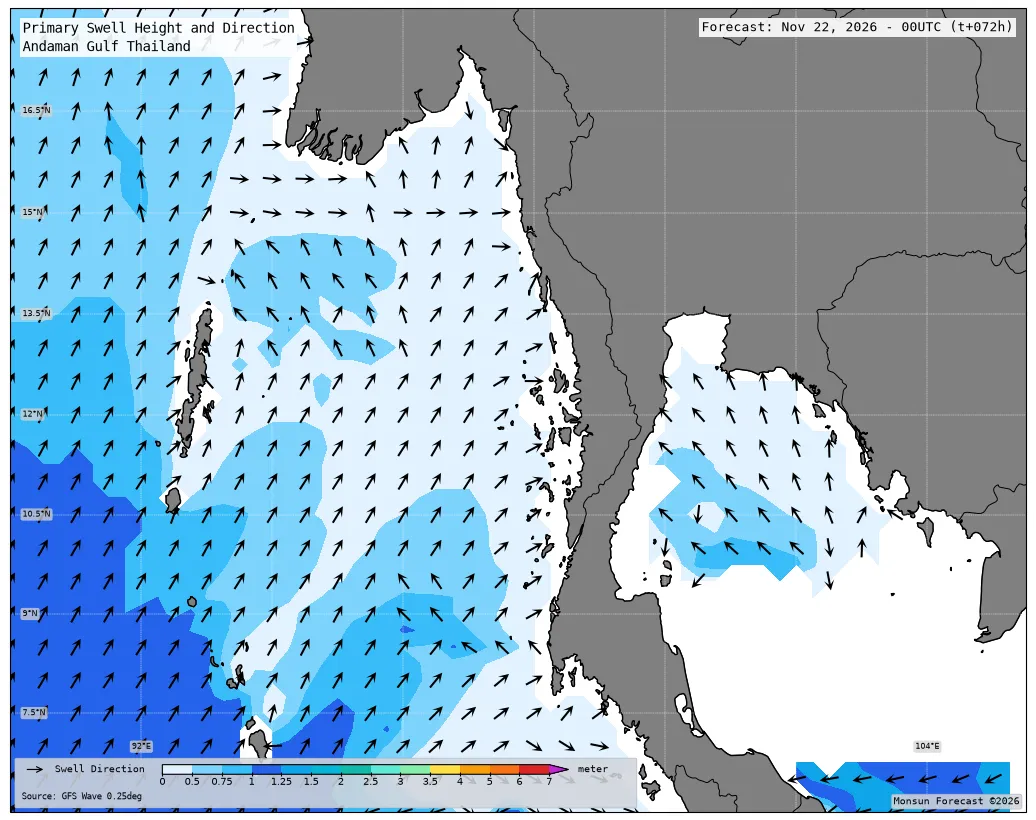 Primary Swell Height and Direction
Andaman Gulf Thailand
Forecast: Nov 22, 2026 - 00UTC (t+072h)
16.5°N
15°N
13.5°N
12°N
10.5°N
9°N
7.5°N
92°E
104°E
Swell Direction
0 0.5 0.75 1 1.25 1.5 2 2.5 3 3.5 4 5 6 7
meter
Source: GFS Wave 0.25deg
Monsun Forecast ©2026